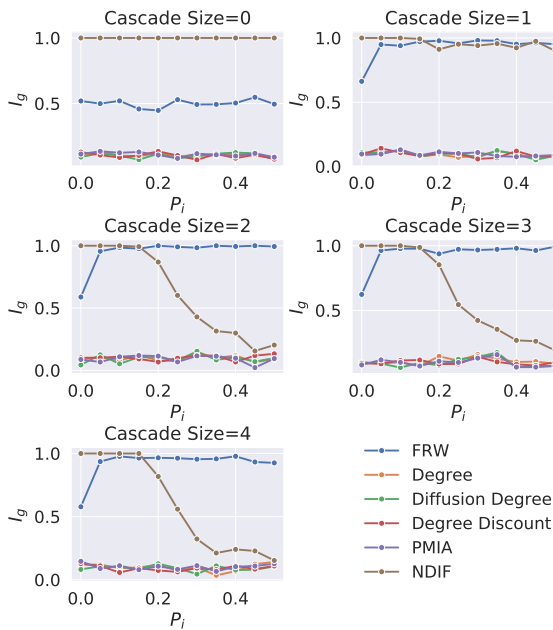 Cascade Size=0
1.0
0.5
I_g
0.0 0.2 0.4
P_i
Cascade Size=1
1.0
0.5
0.0
I_g
0.0 0.2 0.4
P_i
Cascade Size=2
1.0
0.5
0.0
I_g
0.0 0.2 0.4
P_i
Cascade Size=3
1.0
0.5
I_g
0.0 0.2 0.4
P_i
Cascade Size=4
1.0
0.5
0.0
I_g
0.0 0.2 0.4
P_i
FRW
Degree
Diffusion Degree
Degree Discount
PMIA
NDIF